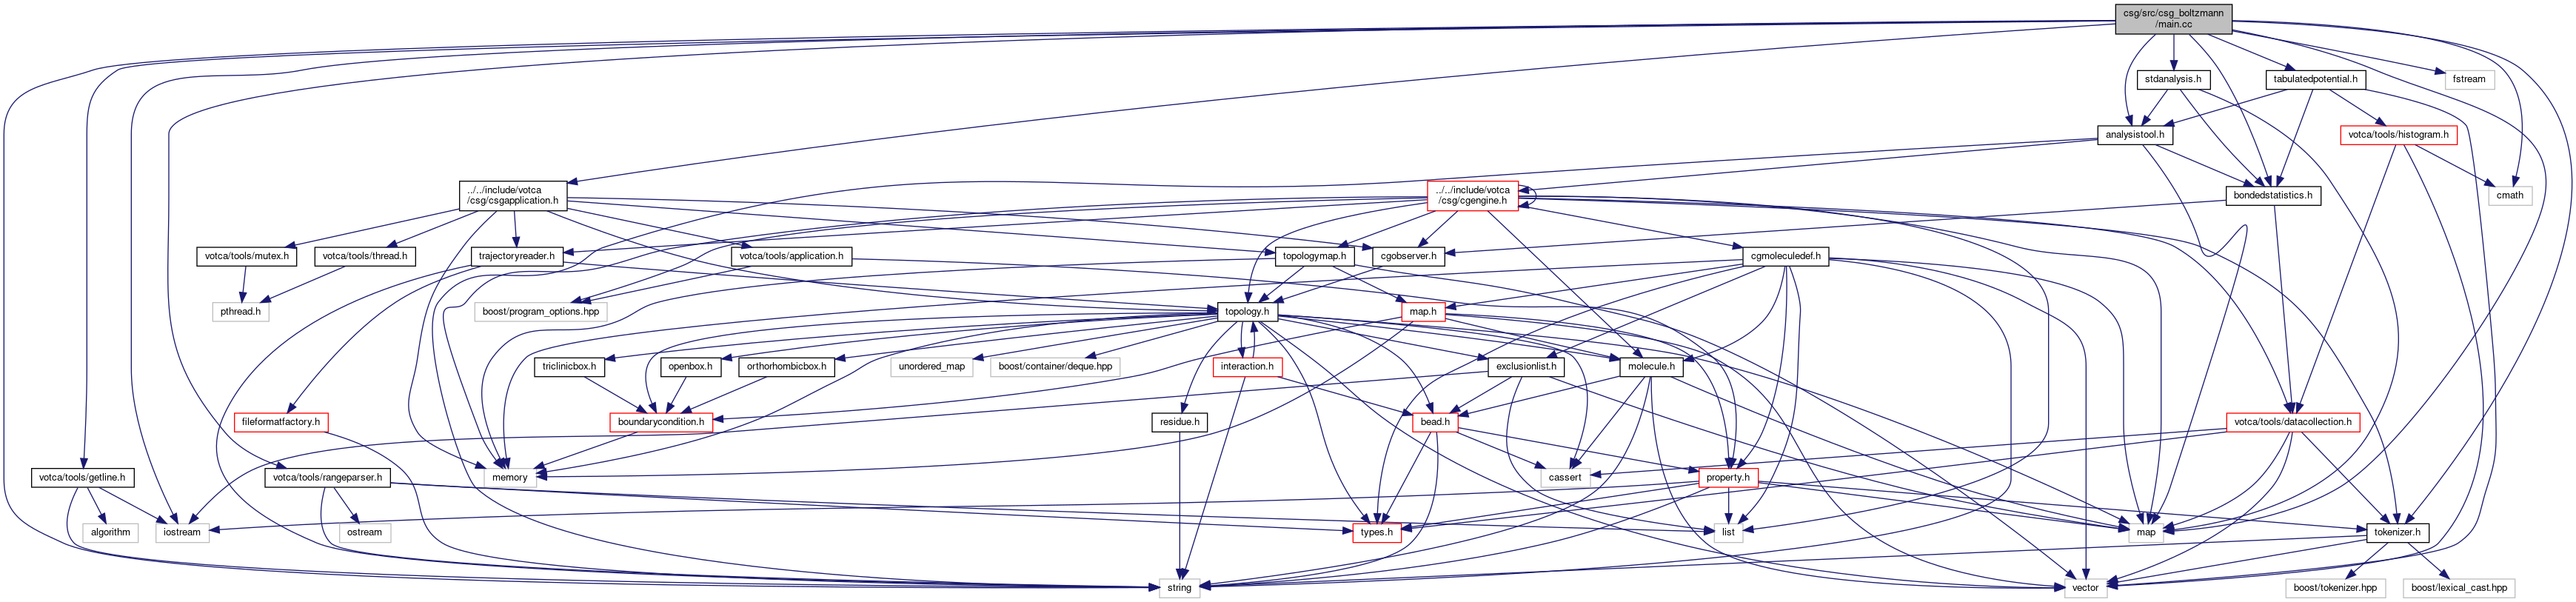 csg/src/csg_boltzmann
/main.cc
stdanalysis.h
tabulatedpotential.h
fstream
analysistool.h
votca/tools/histogram.h
../../include/votca
/csg/csgapplication.h
../../include/votca
/csg/cgengine.h
bondedstatistics.h
cmath
votca/tools/mutex.h
votca/tools/thread.h
trajectoryreader.h
votca/tools/application.h
topologymap.h
cgobserver.h
cgmoleculedef.h
pthread.h
boost/program_options.hpp
topology.h
map.h
triclinicbox.h
openbox.h
orthorhombicbox.h
unordered_map
boost/container/deque.hpp
interaction.h
exclusionlist.h
molecule.h
fileformatfactory.h
boundarycondition.h
residue.h
bead.h
votca/tools/datacollection.h
votca/tools/getline.h
votca/tools/rangeparser.h
memory
cassert
property.h
algorithm
iostream
ostream
types.h
list
map
tokenizer.h
string
vector
boost/tokenizer.hpp
boost/lexical_cast.hpp